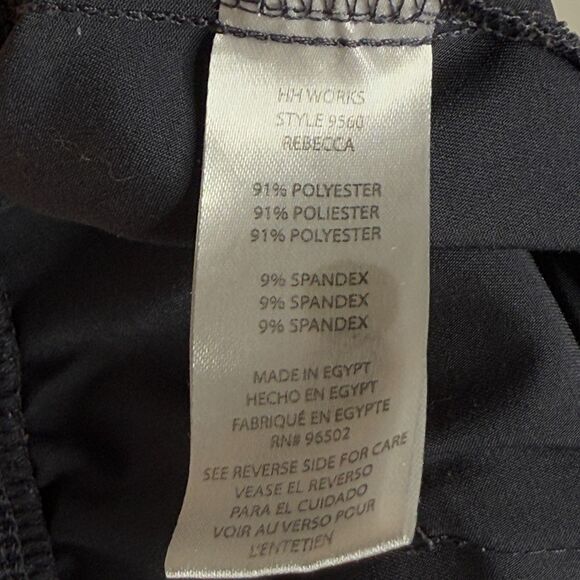 HH WORKS
STYLE 9560
REBECCA
91% POLYESTER
91% POLIESTER
91% POLYESTER
9% SPANDEX
9% SPANDEX
9% SPANDEX
MADE IN EGYPT
HECHO EN EGYPT
FABRIQUÉ EN EGYPTE
RN# 96502
SEE REVERSE SIDE FOR CARE
VEASE EL REVERSO
PARA EL CUIDADO
VOIR AU VERSO POUR
L'ENTETIEN